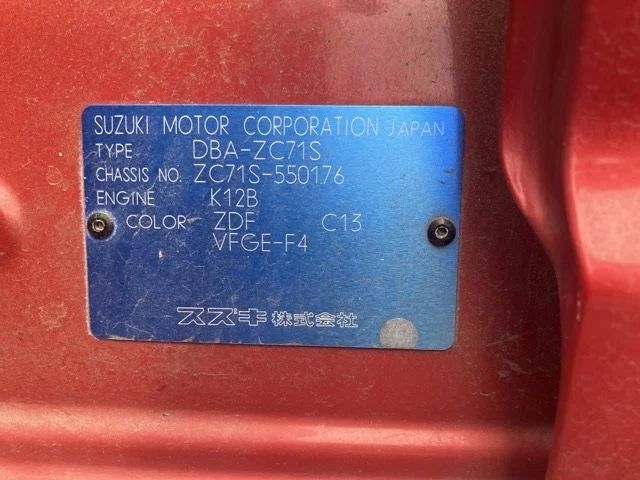 SUZUKI MOTOR CORPORATION JAPAN
TYPE DBA-ZC71S
CHASSIS NO. ZC71S-550176
ENGINE K12B
COLOR ZDF C13
VFGE-F4
スズキ株式会社